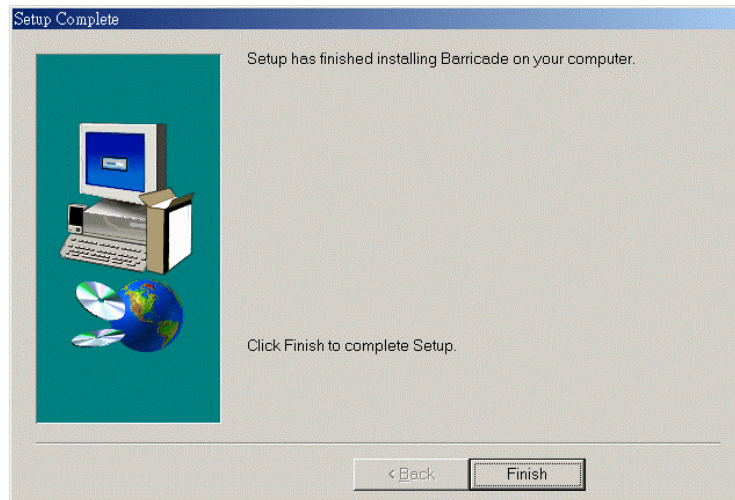 Setup Complete
Setup has finished installing Barricade on your computer.
Click Finish to complete Setup.
< Back
Finish